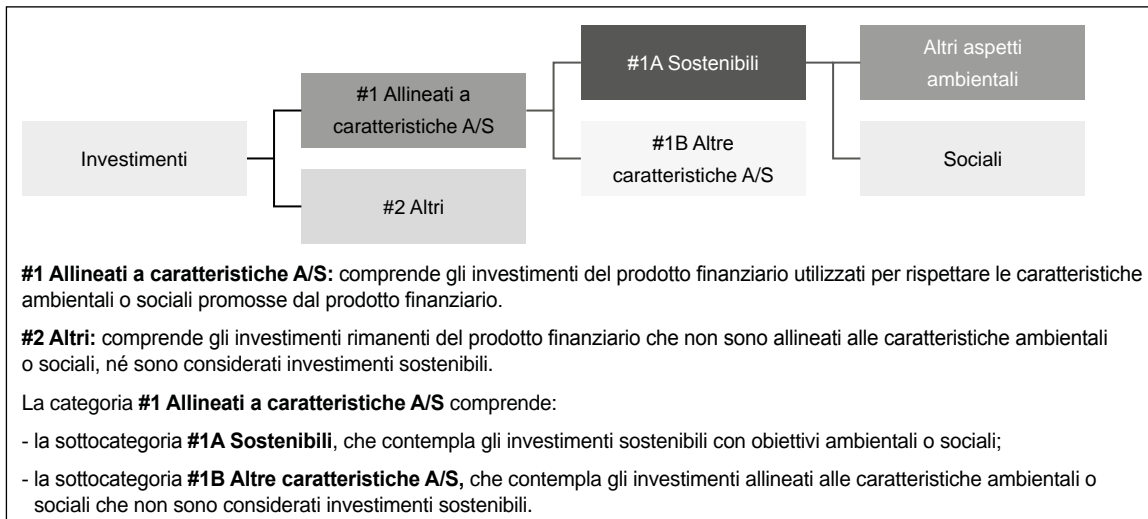 Investimenti
#1 Allineati a
caratteristiche A/S
#2 Altri
#1A Sostenibili
#1B Altre
caratteristiche A/S
Altri aspetti
ambientali
Sociali
#1 Allineati a caratteristiche A/S: comprende gli investimenti del prodotto finanziario utilizzati per rispettare le caratteristiche
ambientali o sociali promosse dal prodotto finanziario.
#2 Altri: comprende gli investimenti rimanenti del prodotto finanziario che non sono allineati alle caratteristiche ambientali
o sociali, né sono considerati investimenti sostenibili.
La categoria #1 Allineati a caratteristiche A/S comprende:
- la sottocategoria #1A Sostenibili, che contempla gli investimenti sostenibili con obiettivi ambientali o sociali;
- la sottocategoria #1B Altre caratteristiche A/S, che contempla gli investimenti allineati alle caratteristiche ambientali o
sociali che non sono considerati investimenti sostenibili.